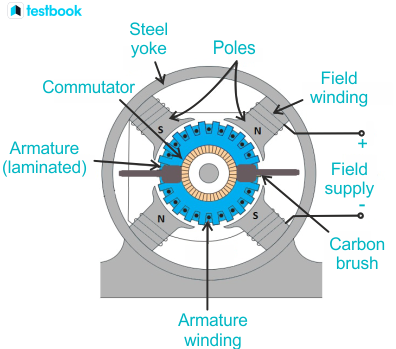 testbook
Steel
yoke
Poles
Commutator
Field
winding
S
N
Armature
(laminated)
+
Field
supply
-
N
S
Carbon
brush
Armature
winding